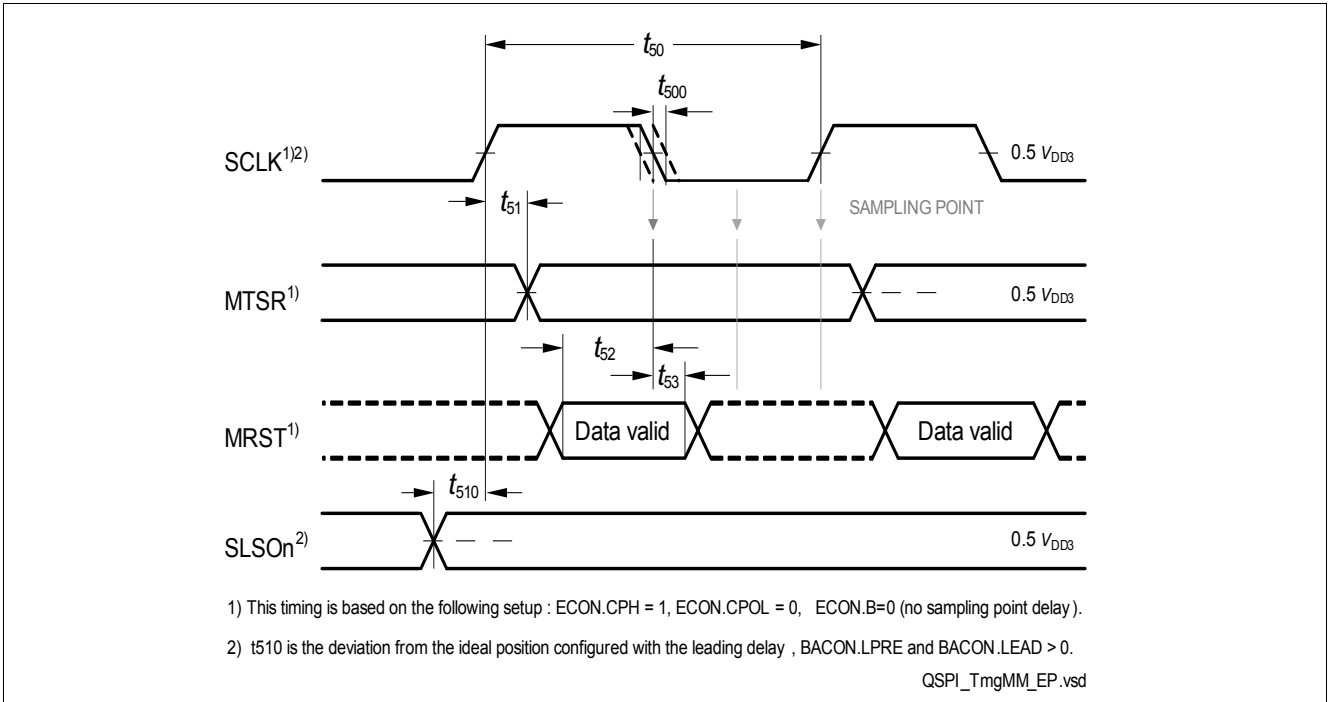 t50
t500
SCLK1)2)
0.5 VDD3
t51
SAMPLING POINT
MTSR1)
0.5 VDD3
t52
t53
MRST1)
Data valid
Data valid
t510
SLSOn2)
0.5 VDD3
1) This timing is based on the following setup : ECON.CPH = 1, ECON.CPOL = 0, ECON.B=0 (no sampling point delay ).
2) t510 is the deviation from the ideal position configured with the leading delay , BACON.LPRE and BACON.LEAD > 0.
QSPI_TmgMM_EP.vsd